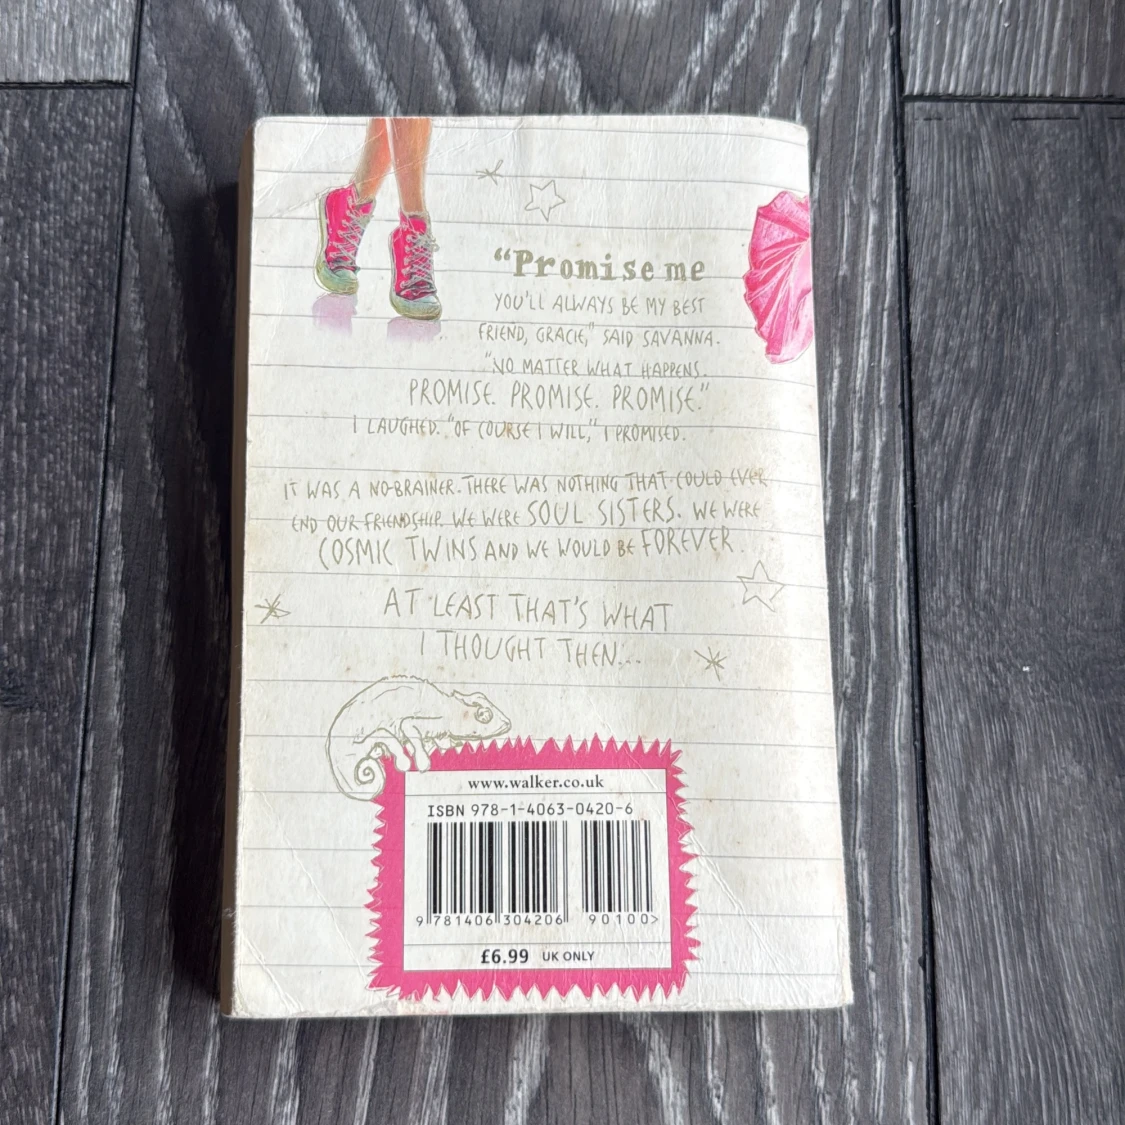 “Promise me
YOU'LL ALWAYS BE MY BEST
FRIEND, GRACIE,” SAID SAVANNA.
“NO MATTER WHAT HAPPENS.
PROMISE. PROMISE. PROMISE.”
I LAUGHED. “OF COURSE I WILL,” I PROMISED.
IT WAS A NO-BRAINER. THERE WAS NOTHING THAT COULD EVER
END OUR FRIENDSHIP. WE WERE SOUL SISTERS. WE WERE
COSMIC TWINS AND WE WOULD BE FOREVER.
AT LEAST THAT'S WHAT
I THOUGHT THEN...
www.walker.co.uk
ISBN 978-1-4063-0420-6
9 781406 304206 90100>
£6.99 UK ONLY